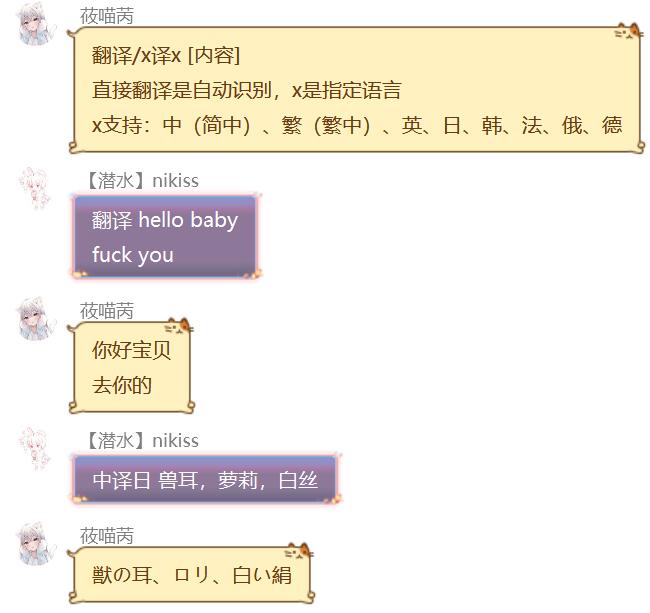 莜喵芮
翻译/x译x [内容]
直接翻译是自动识别，x是指定语言
x支持：中（简中）、繁（繁中）、英、日、韩、法、俄、德
【潜水】nikiss
翻译 hello baby
fuck you
莜喵芮
你好宝贝
去你的
【潜水】nikiss
中译日 兽耳，萝莉，白丝
莜喵芮
獣の耳、ロリ、白い絹